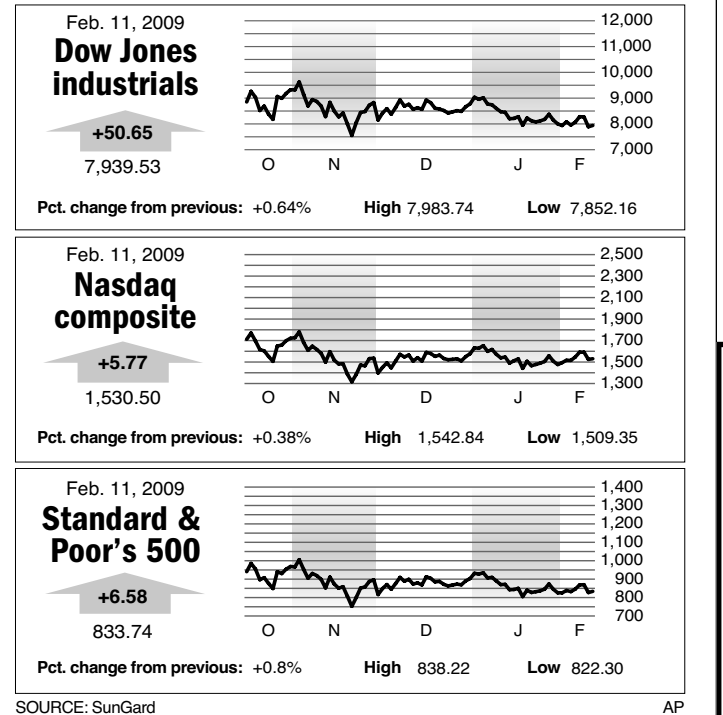 Feb. 11, 2009
Dow Jones
industrials
+50.65
7,939.53
12,000
11,000
10,000
9,000
8,000
7,000
O N D J F
Pct. change from previous: +0.64% High 7,983.74 Low 7,852.16
Feb. 11, 2009
Nasdaq
composite
+5.77
1,530.50
2,500
2,300
2,100
1,900
1,700
1,500
1,300
O N D J F
Pct. change from previous: +0.38% High 1,542.84 Low 1,509.35
Feb. 11, 2009
Standard &
Poor's 500
+6.58
833.74
1,400
1,300
1,200
1,100
1,000
900
800
700
O N D J F
Pct. change from previous: +0.8% High 838.22 Low 822.30
SOURCE: SunGard AP